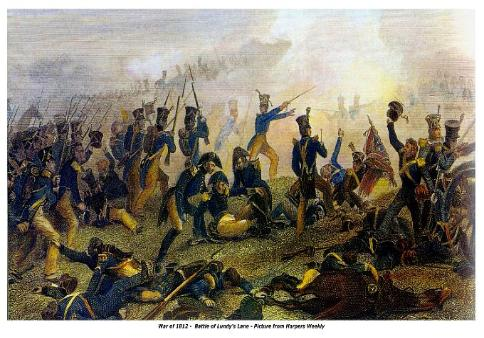 War of 1812 - Battle of Lundy's Lane - Picture from Harpers Weekly